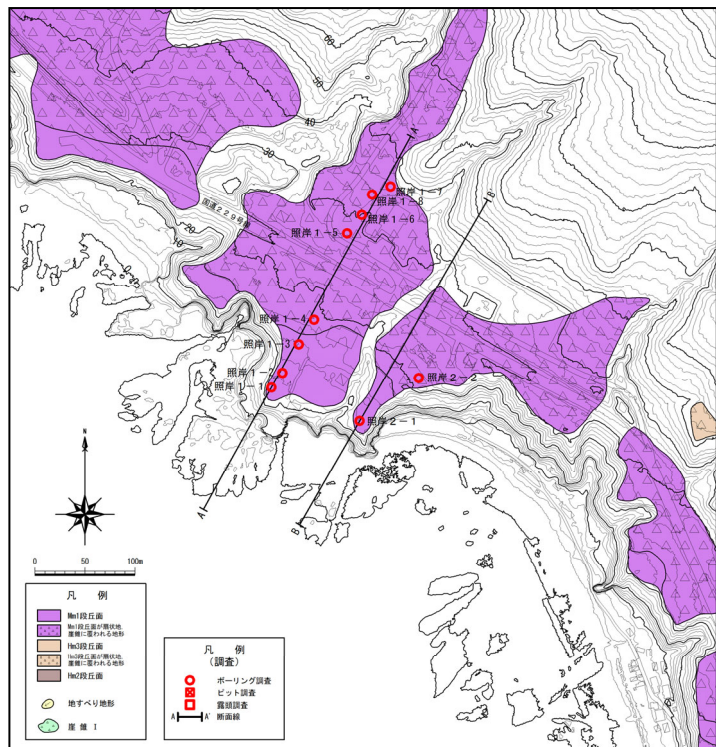 60
50
40
30
20
10
国道229号線
A'
照岸1-7
照岸1-8
照岸1-6
照岸1-5
B'
照岸1-4
照岸1-3
照岸1-2
照岸1-1
照岸2-2
照岸2-1
A
B
N
0 50 100m
凡 例
Mm1段丘面
Mm1段丘面が扇状地,
崖錐に覆われる地形
Hm3段丘面
Hm3段丘面が扇状地,
崖錐に覆われる地形
Hm2段丘面
地すべり地形
崖錐 I
凡 例
(調査)
ボーリング調査
ピット調査
露頭調査
A A' 断面線